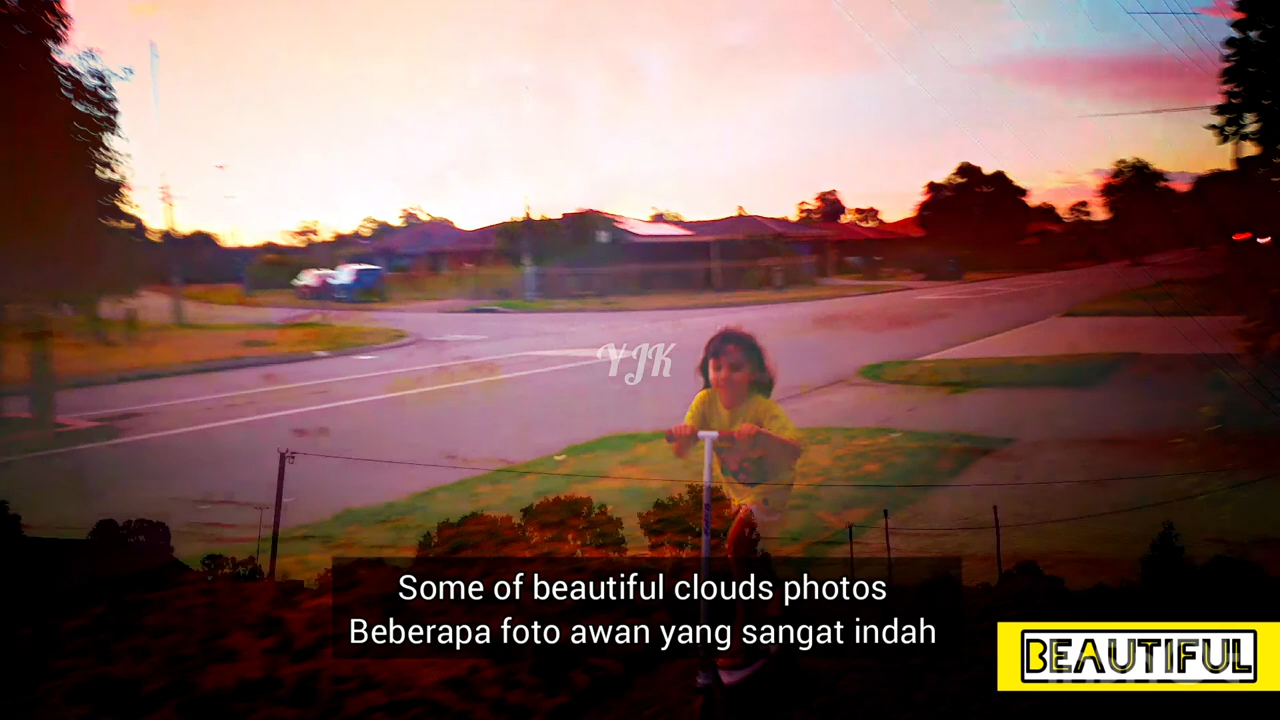 YJK
Some of beautiful clouds photos
Beberapa foto awan yang sangat indah
BEAUTIFUL